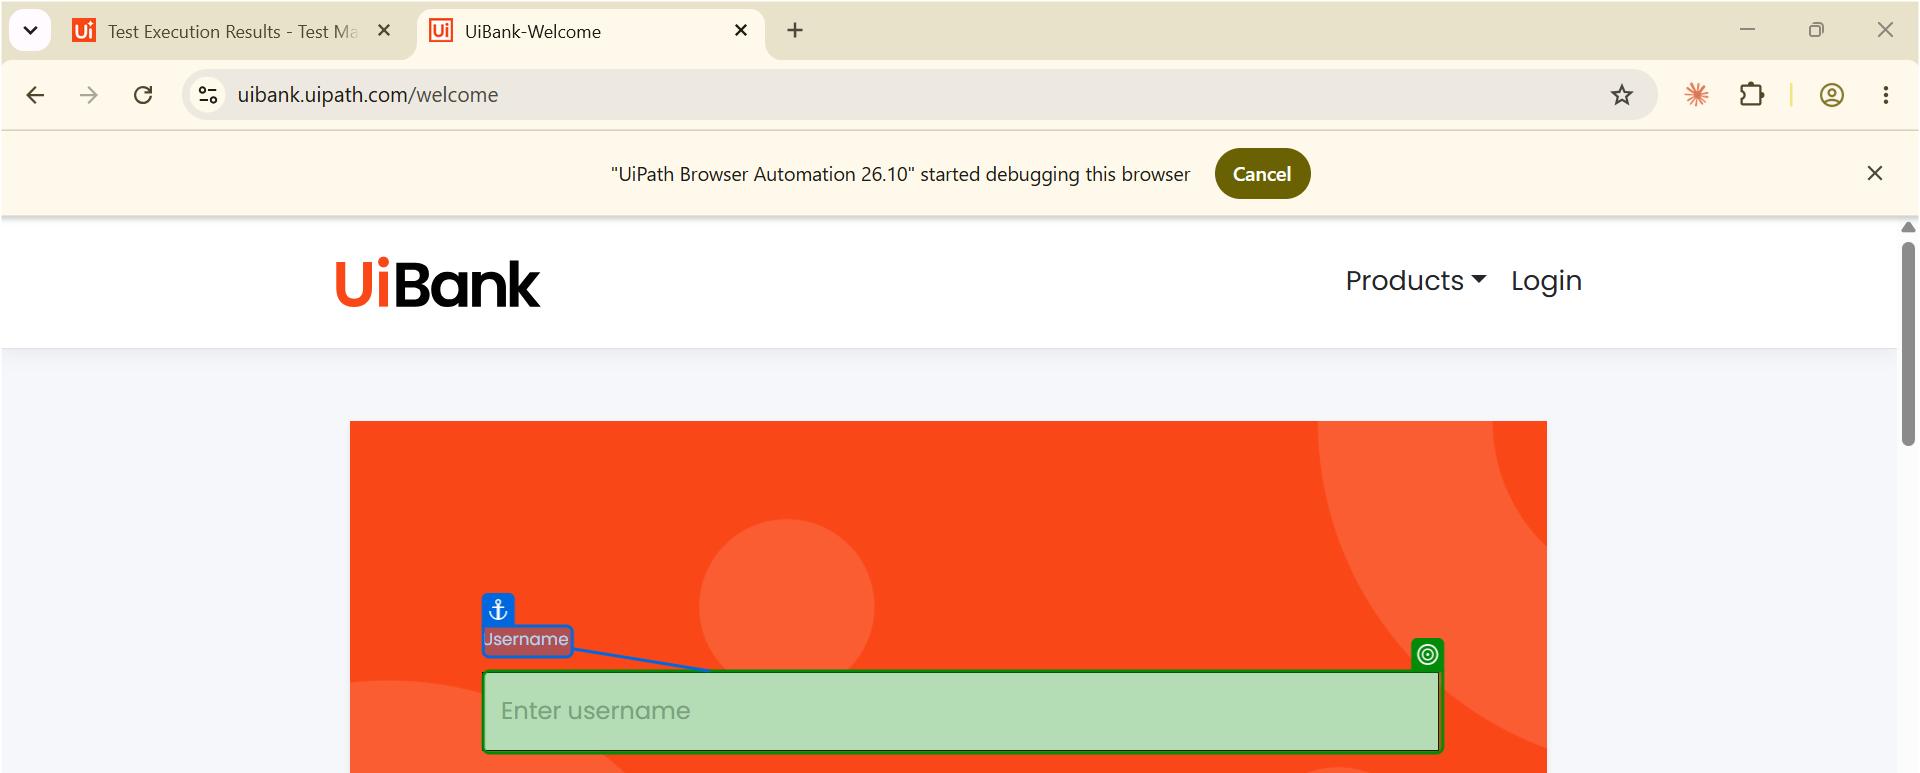 Test Execution Results - Test Ma
UiBank-Welcome
uibank.uipath.com/welcome
"UiPath Browser Automation 26.10" started debugging this browser
Cancel
UiBank
Products
Login
Username
Enter username